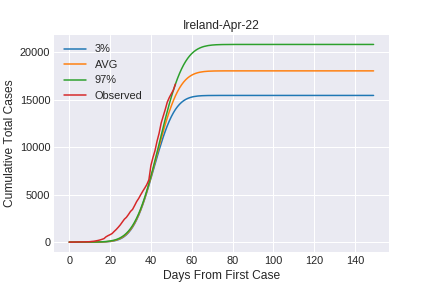 Ireland-Apr-22
3%
AVG
97%
Observed
Cumulative Total Cases
20000
15000
10000
5000
0
0 20 40 60 80 100 120 140
Days From First Case